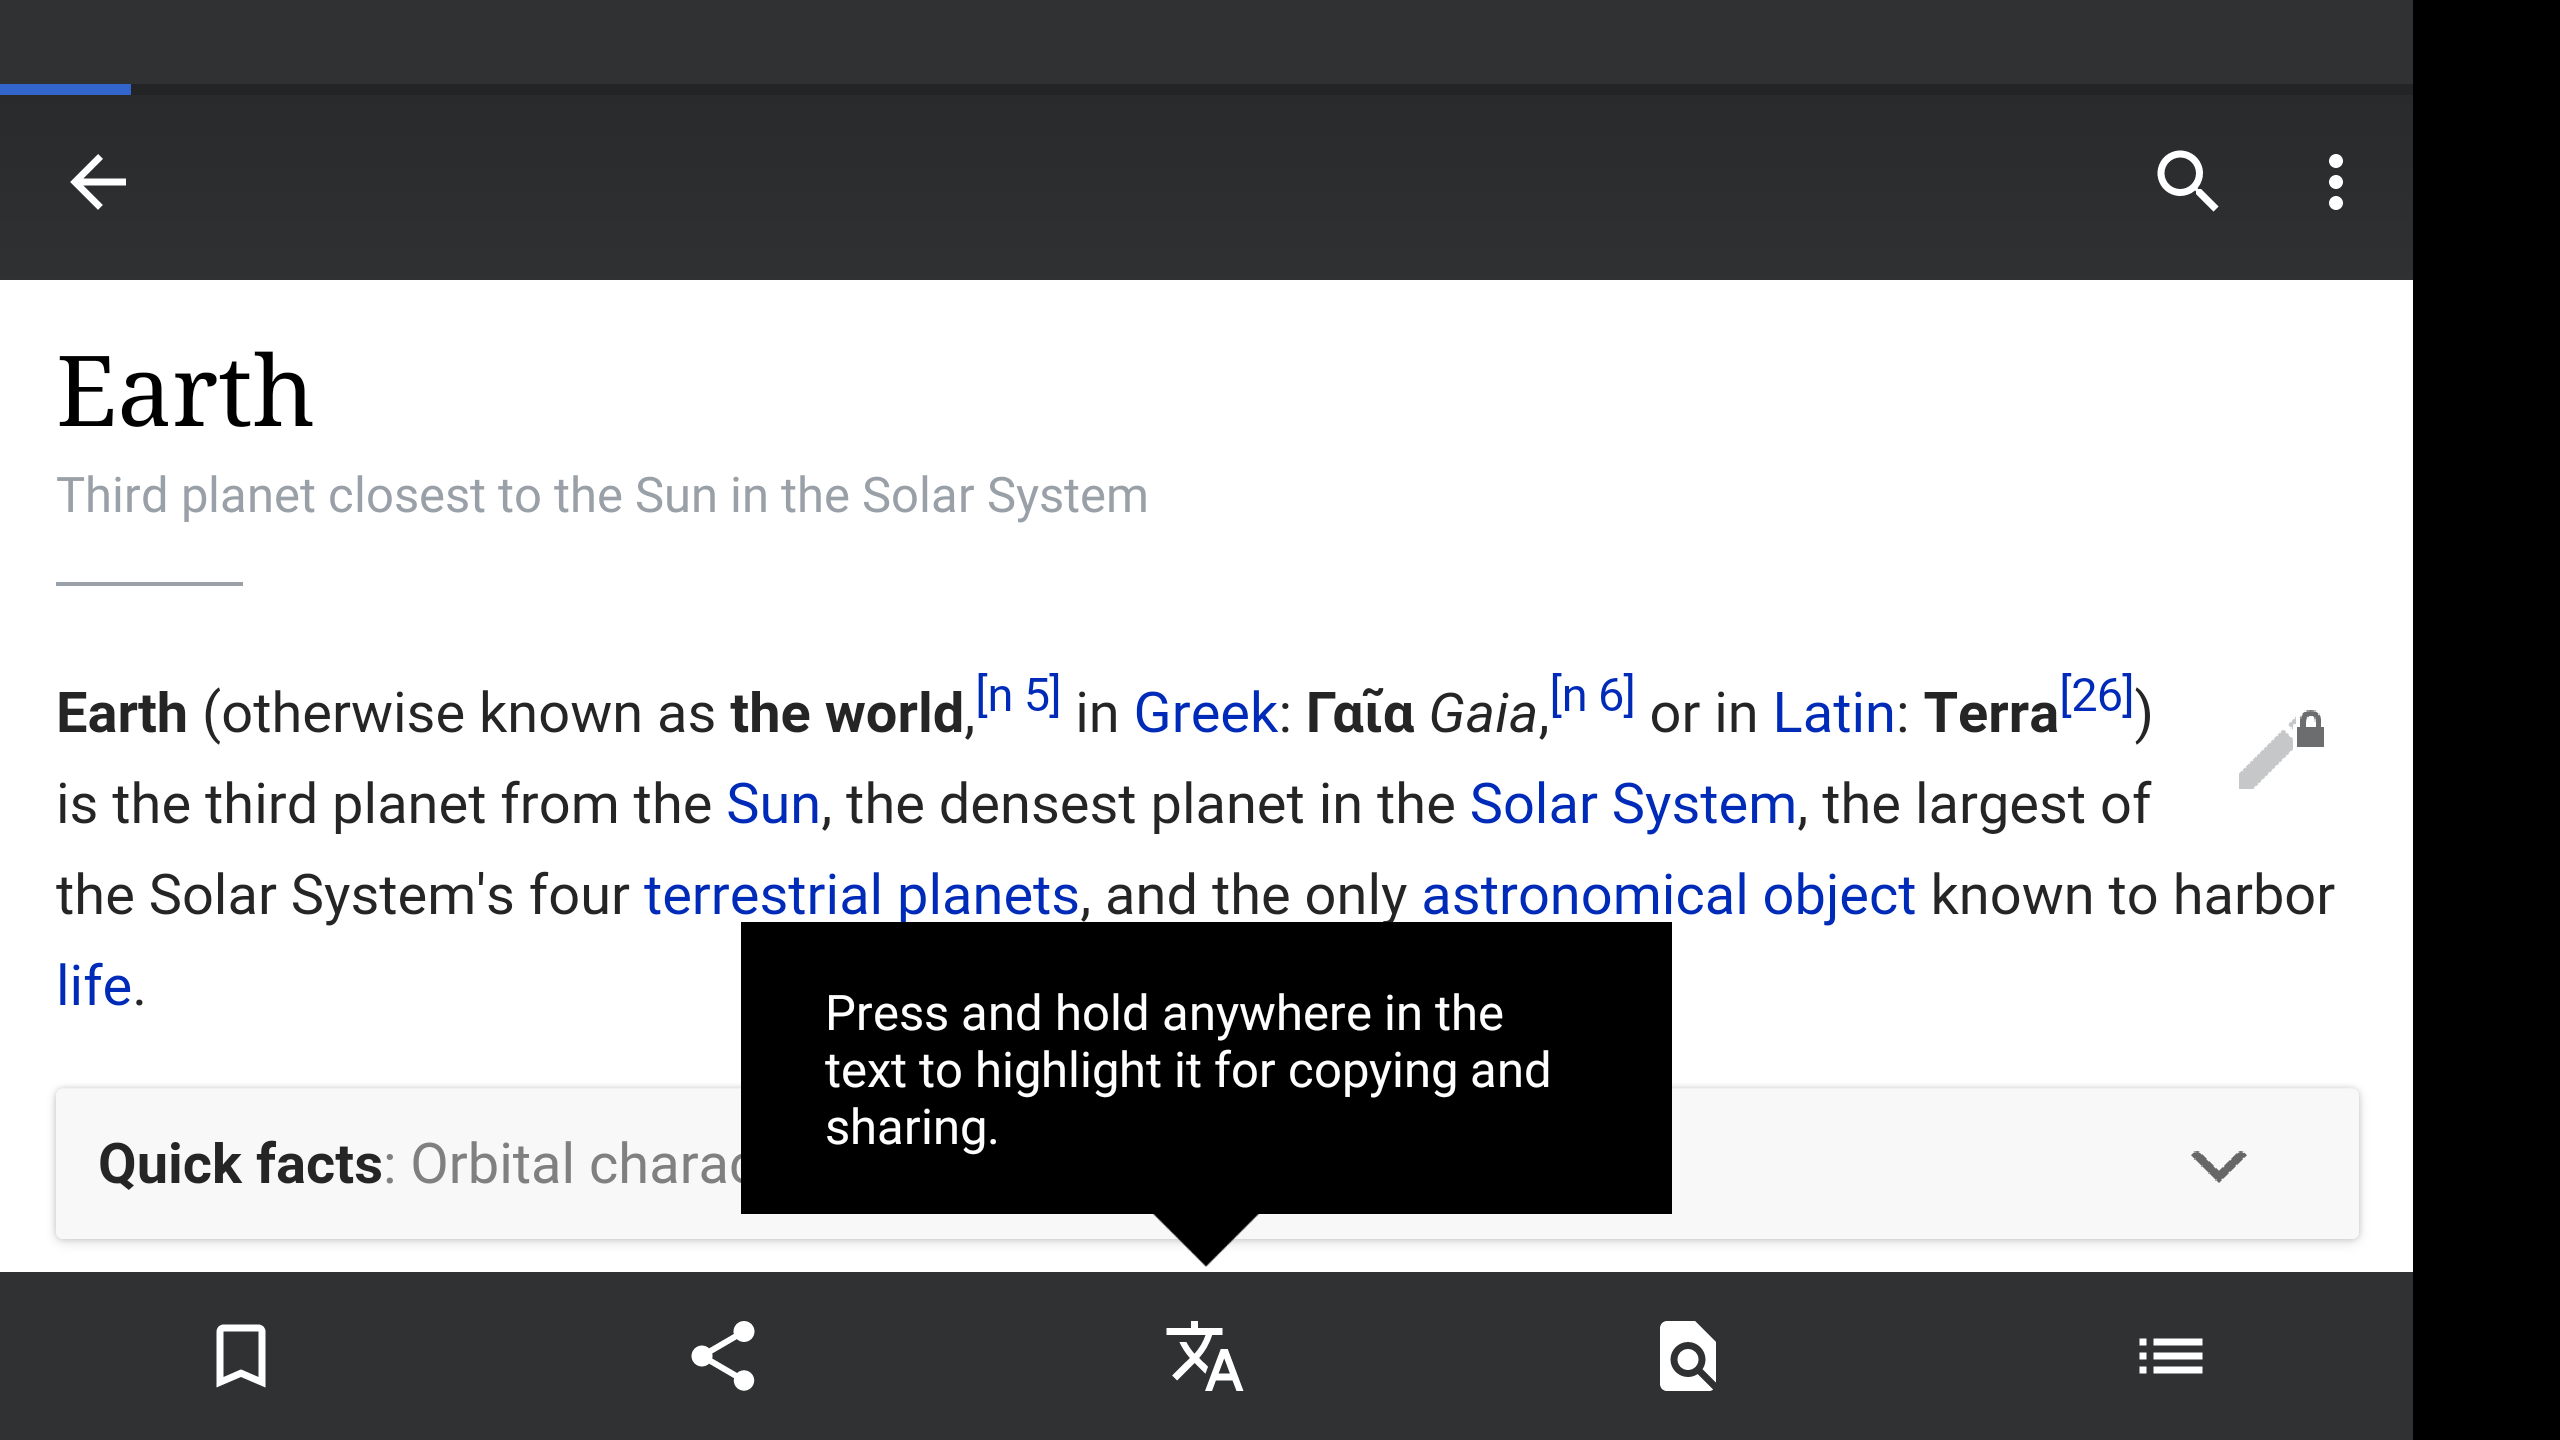 Earth
Third planet closest to the Sun in the Solar System
Earth (otherwise known as the world,[n 5] in Greek: Γαῖα Gaia,[n 6] or in Latin: Terra[26])
is the third planet from the Sun, the densest planet in the Solar System, the largest of
the Solar System's four terrestrial planets, and the only astronomical object known to harbor
life.
Press and hold anywhere in the
text to highlight it for copying and
sharing.
Quick facts: Orbital